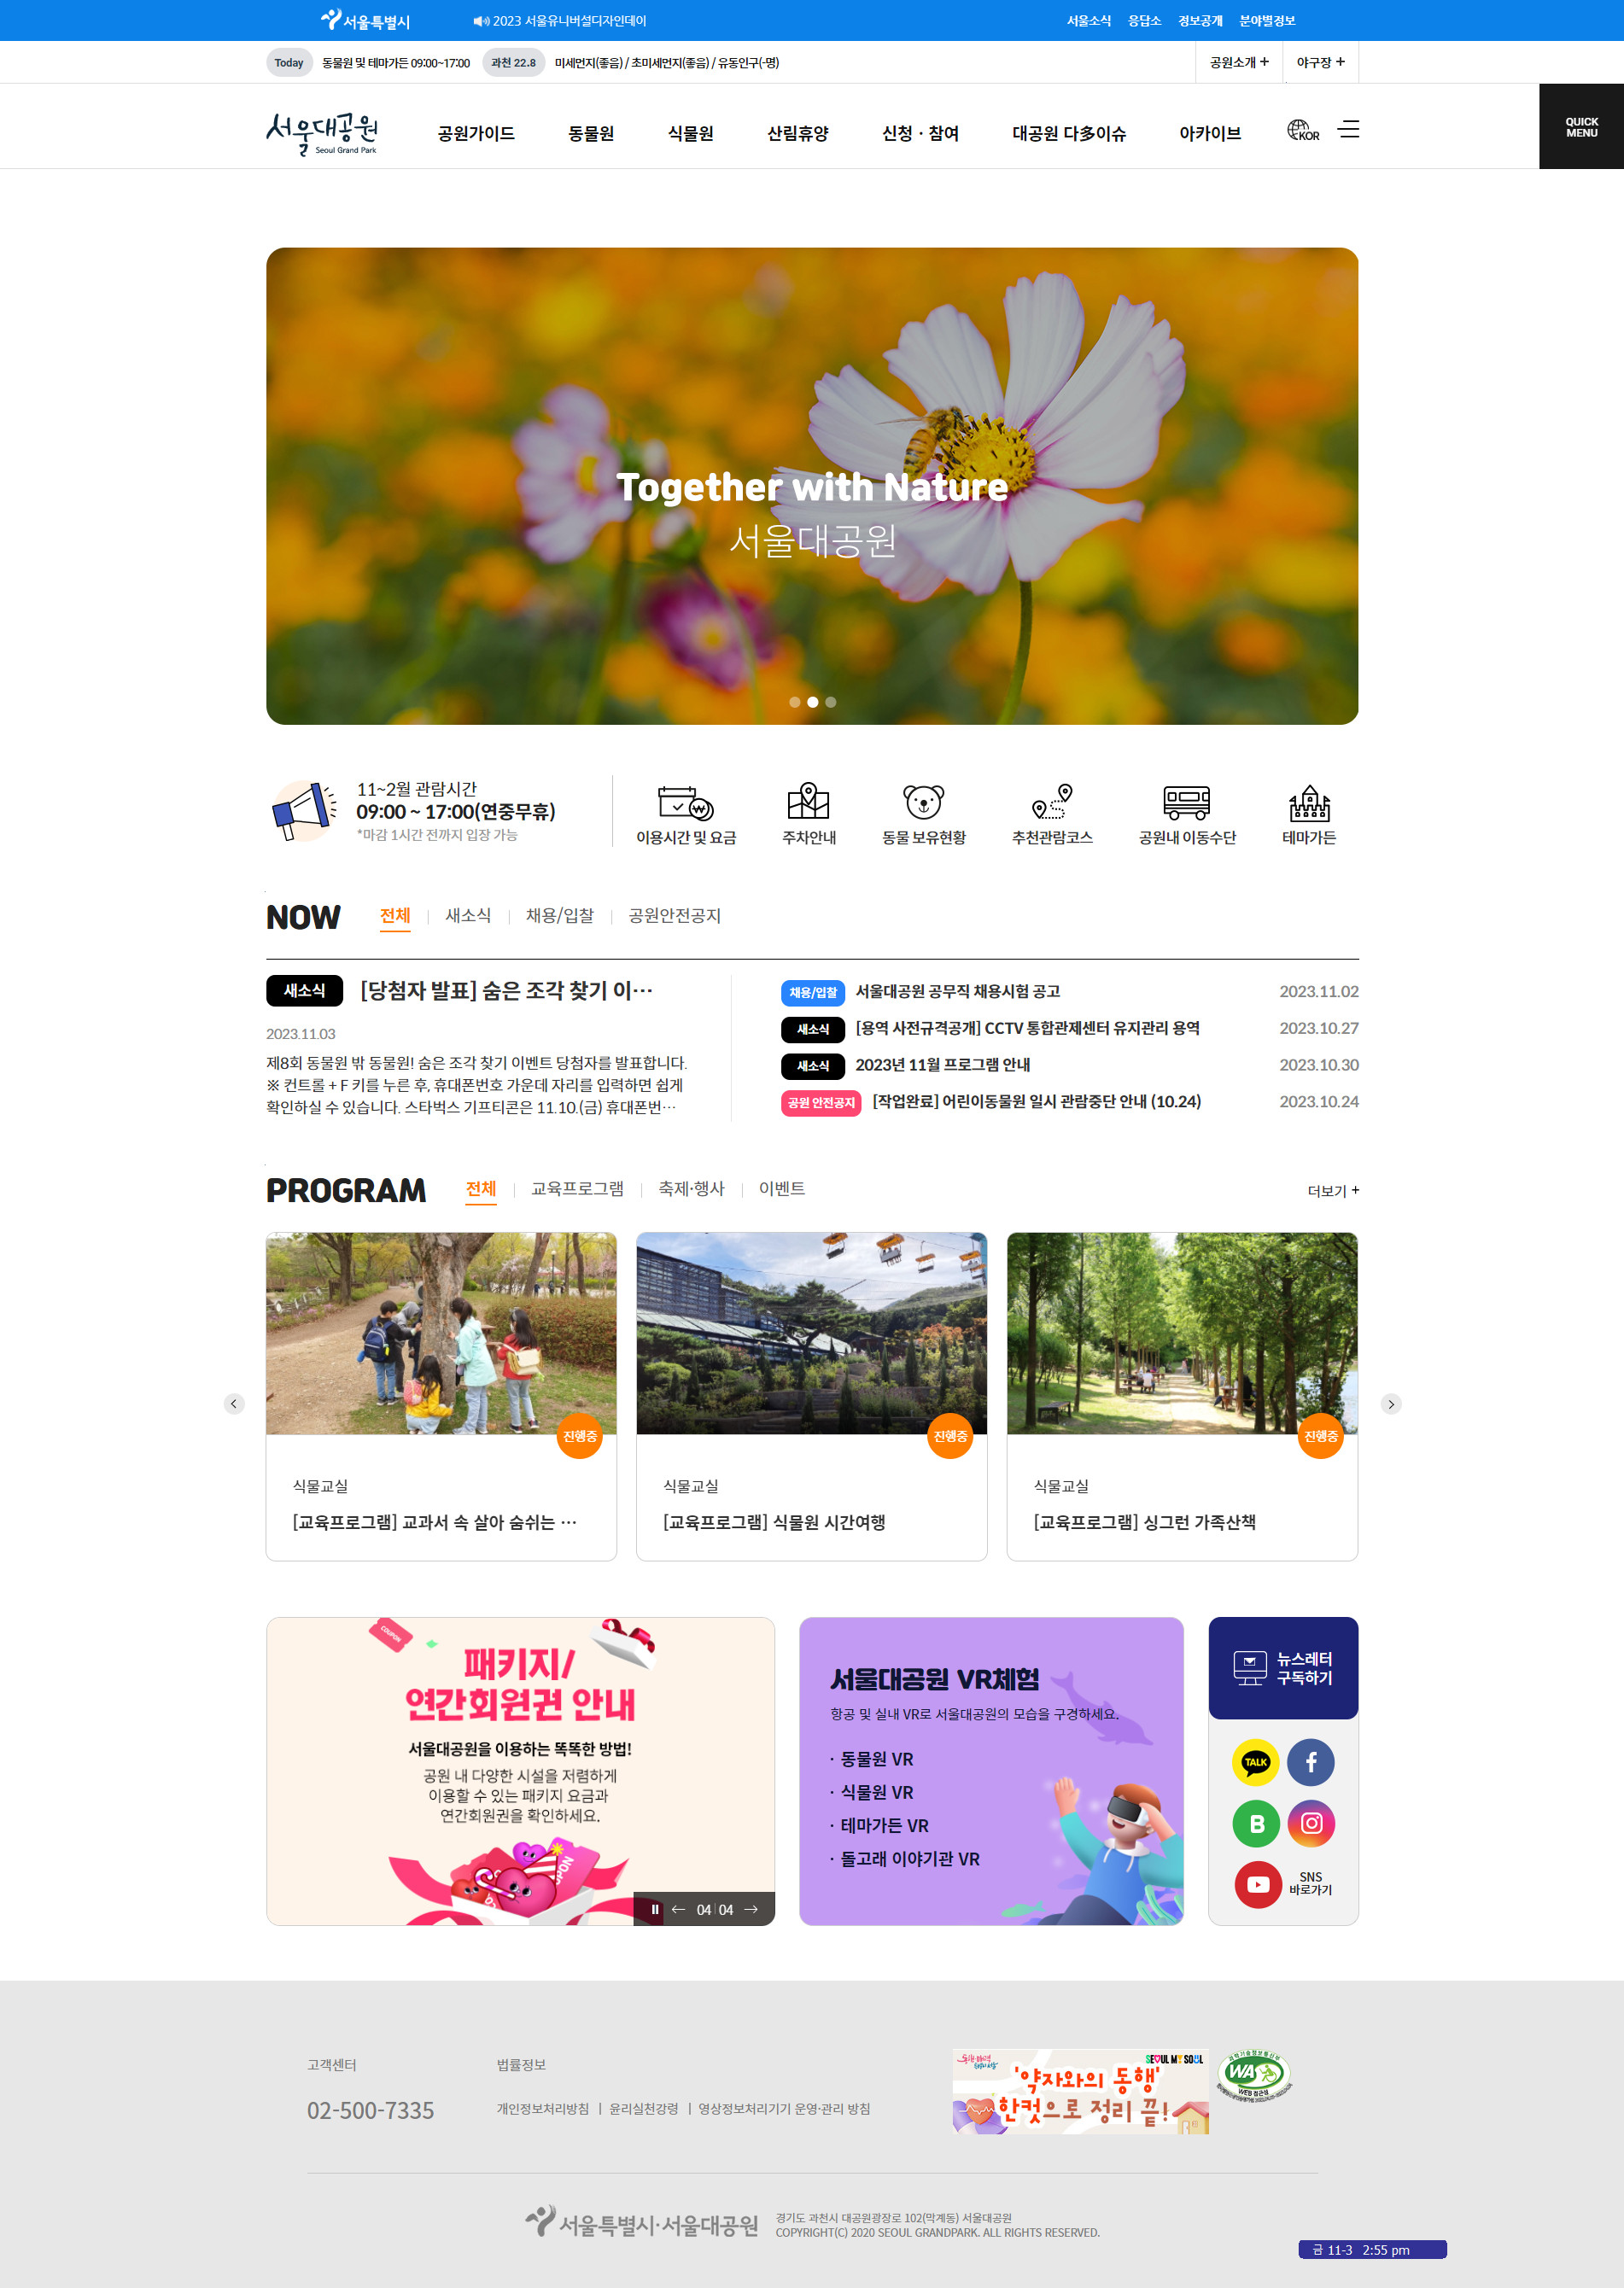 서울특별시
2023 서울유니버설디자인데이
서울소식 응답소 정보공개 분야별정보
Today 동물원 및 테마가든 09:00~17:00 과천 22.8 미세먼지(좋음) / 초미세먼지(좋음) / 유동인구(-명)
공원소개 + 야구장 +
서울대공원
Seoul Grand Park
공원가이드 동물원 식물원 산림휴양 신청 · 참여 대공원 다多이슈 아카이브
KOR
QUICK
MENU
Together with Nature
서울대공원
11~2월 관람시간
09:00 ~ 17:00(연중무휴)
*마감 1시간 전까지 입장 가능
이용시간 및 요금 주차안내 동물 보유현황 추천관람코스 공원내 이동수단 테마가든
NOW
전체 새소식 채용/입찰 공원안전공지
새소식 [당첨자 발표] 숨은 조각 찾기 이…
2023.11.03
제8회 동물원 밖 동물원! 숨은 조각 찾기 이벤트 당첨자를 발표합니다.
※ 컨트롤 + F 키를 누른 후, 휴대폰번호 가운데 자리를 입력하면 쉽게
확인하실 수 있습니다. 스타벅스 기프티콘은 11.10.(금) 휴대폰번…
채용/입찰 서울대공원 공무직 채용시험 공고 2023.11.02
새소식 [용역 사전규격공개] CCTV 통합관제센터 유지관리 용역 2023.10.27
새소식 2023년 11월 프로그램 안내 2023.10.30
공원 안전공지 [작업완료] 어린이동물원 일시 관람중단 안내 (10.24) 2023.10.24
PROGRAM
전체 교육프로그램 축제·행사 이벤트
더보기 +
진행중 진행중 진행중
식물교실
[교육프로그램] 교과서 속 살아 숨쉬는 …
식물교실
[교육프로그램] 식물원 시간여행
식물교실
[교육프로그램] 싱그런 가족산책
COUPON
패키지/
연간회원권 안내
서울대공원을 이용하는 똑똑한 방법!
공원 내 다양한 시설을 저렴하게
이용할 수 있는 패키지 요금과
연간회원권을 확인하세요.
04 04
서울대공원 VR체험
항공 및 실내 VR로 서울대공원의 모습을 구경하세요.
· 동물원 VR
· 식물원 VR
· 테마가든 VR
· 돌고래 이야기관 VR
뉴스레터
구독하기
TALK
B
SNS
바로가기
고객센터
02-500-7335
법률정보
개인정보처리방침 | 윤리실천강령 | 영상정보처리기기 운영·관리 방침
SEOUL MY SOUL
'약자와의 동행'
한컷으로 정리 끝!
WA
WEB 접근성
서울특별시·서울대공원
경기도 과천시 대공원광장로 102(막계동) 서울대공원
COPYRIGHT(C) 2020 SEOUL GRANDPARK. ALL RIGHTS RESERVED.
금 11-3 2:55 pm